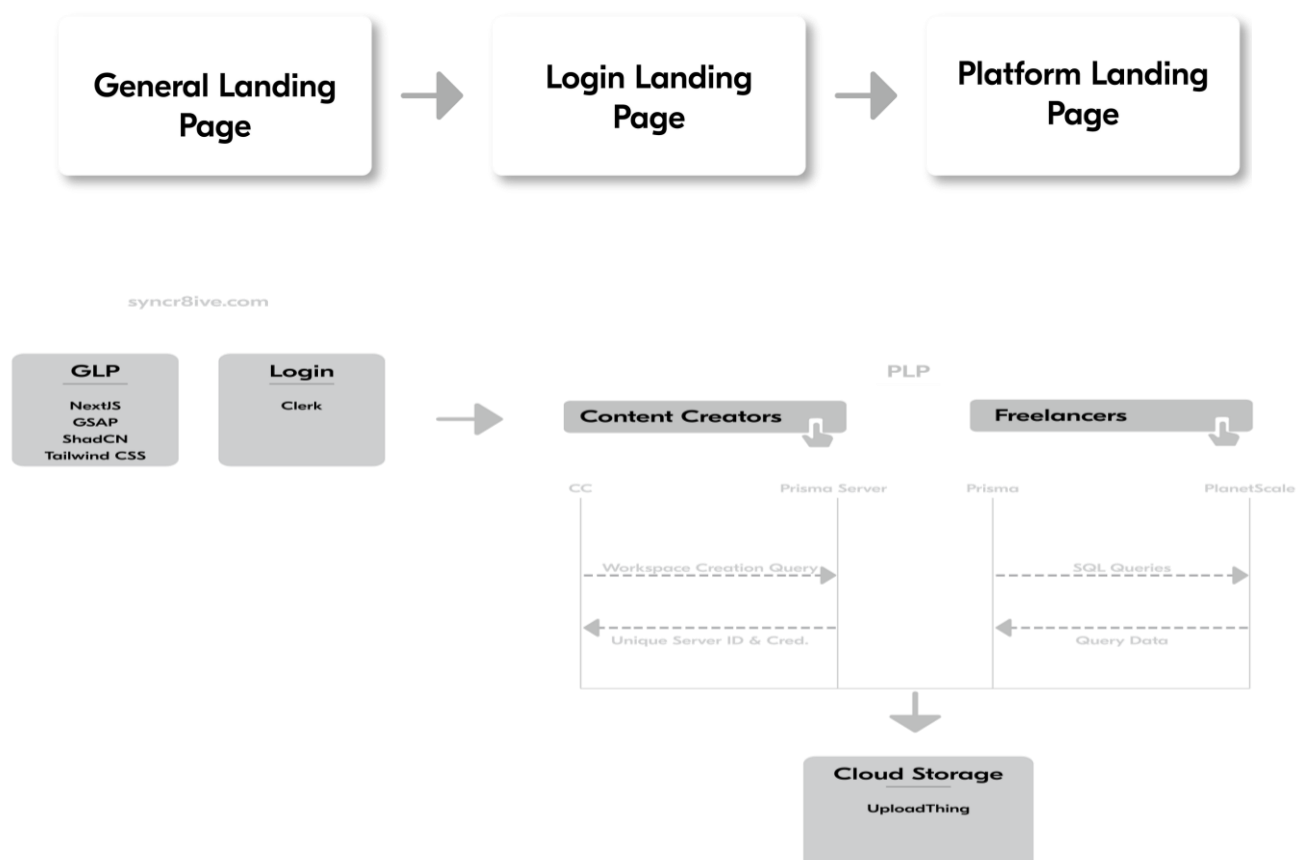 General Landing
Page
Login Landing
Page
Platform Landing
Page
syncr8ive.com
GLP
NextJS
GSAP
ShadCN
Tailwind CSS
Login
Clerk
PLP
Content Creators
Freelancers
CC
Prisma Server
Prisma
PlanetScale
Workspace Creation Query
SQL Queries
Unique Server ID & Cred.
Query Data
Cloud Storage
UploadThing